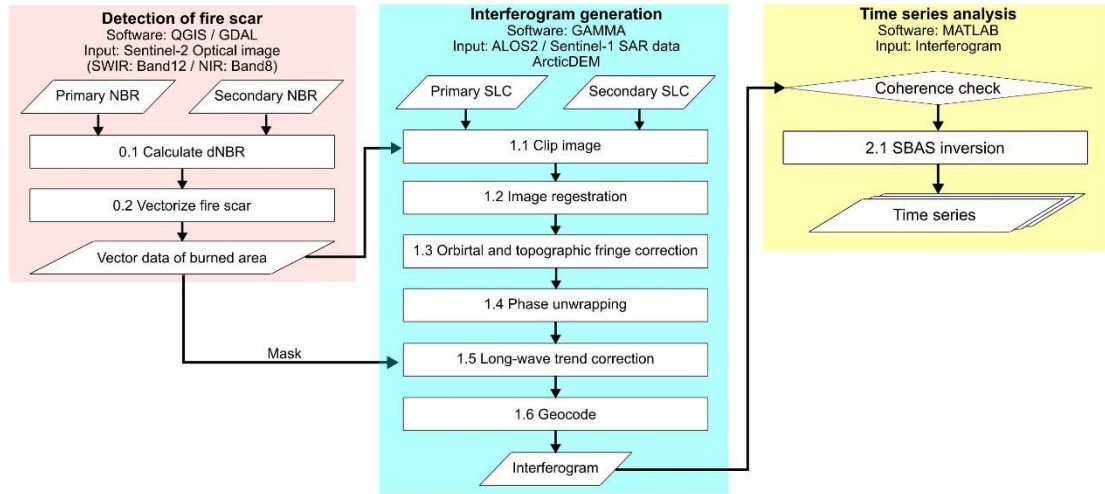 Detection of fire scar
Software: QGIS / GDAL
Input: Sentinel-2 Optical image
(SWIR: Band12 / NIR: Band8)
Primary NBR
Secondary NBR
0.1 Calculate dNBR
0.2 Vectorize fire scar
Vector data of burned area
Mask
Interferogram generation
Software: GAMMA
Input: ALOS2 / Sentinel-1 SAR data
ArcticDEM
Primary SLC
Secondary SLC
1.1 Clip image
1.2 Image regestration
1.3 Orbirtal and topographic fringe correction
1.4 Phase unwrapping
1.5 Long-wave trend correction
1.6 Geocode
Interferogram
Time series analysis
Software: MATLAB
Input: Interferogram
Coherence check
2.1 SBAS inversion
Time series